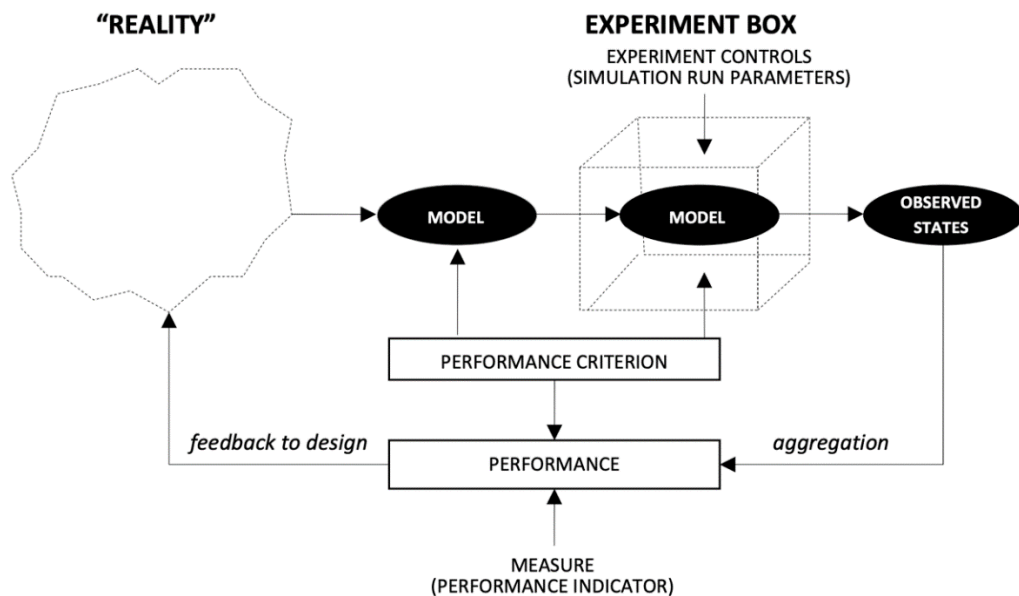 “REALITY”
EXPERIMENT BOX
EXPERIMENT CONTROLS
(SIMULATION RUN PARAMETERS)
MODEL
MODEL
OBSERVED
STATES
PERFORMANCE CRITERION
feedback to design
PERFORMANCE
aggregation
MEASURE
(PERFORMANCE INDICATOR)